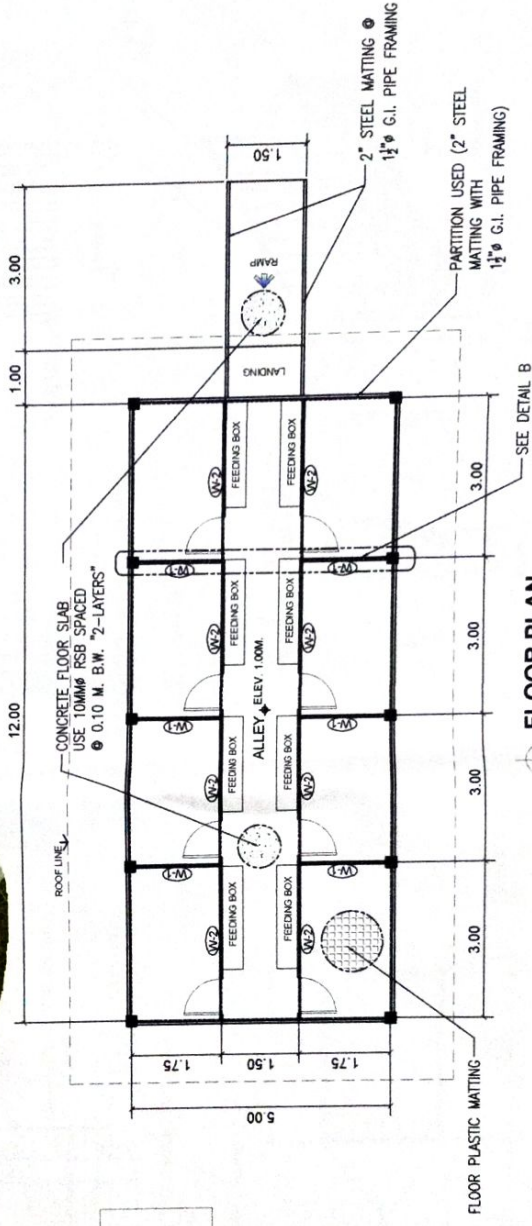 12.00
1.00
3.00
ROOF LINE
CONCRETE FLOOR SLAB
USE 10MMØ RSB SPACED
@ 0.10 M. B.W. "2-LAYERS"
W-1
W-1
W-1
W-2
W-2
W-2
W-2
FEEDING BOX
FEEDING BOX
FEEDING BOX
FEEDING BOX
ALLEY
ELEV. 1.00M.
LANDING
RAMP
1.50
FEEDING BOX
FEEDING BOX
FEEDING BOX
FEEDING BOX
W-2
W-2
W-2
W-2
W-1
W-1
W-1
1.75
1.50
1.75
5.00
3.00
3.00
3.00
3.00
2" STEEL MATTING @
1½"Ø G.I. PIPE FRAMING
PARTITION USED (2" STEEL
MATTING WITH
1½"Ø G.I. PIPE FRAMING)
SEE DETAIL B
FLOOR PLASTIC MATTING
FLOOR PLAN